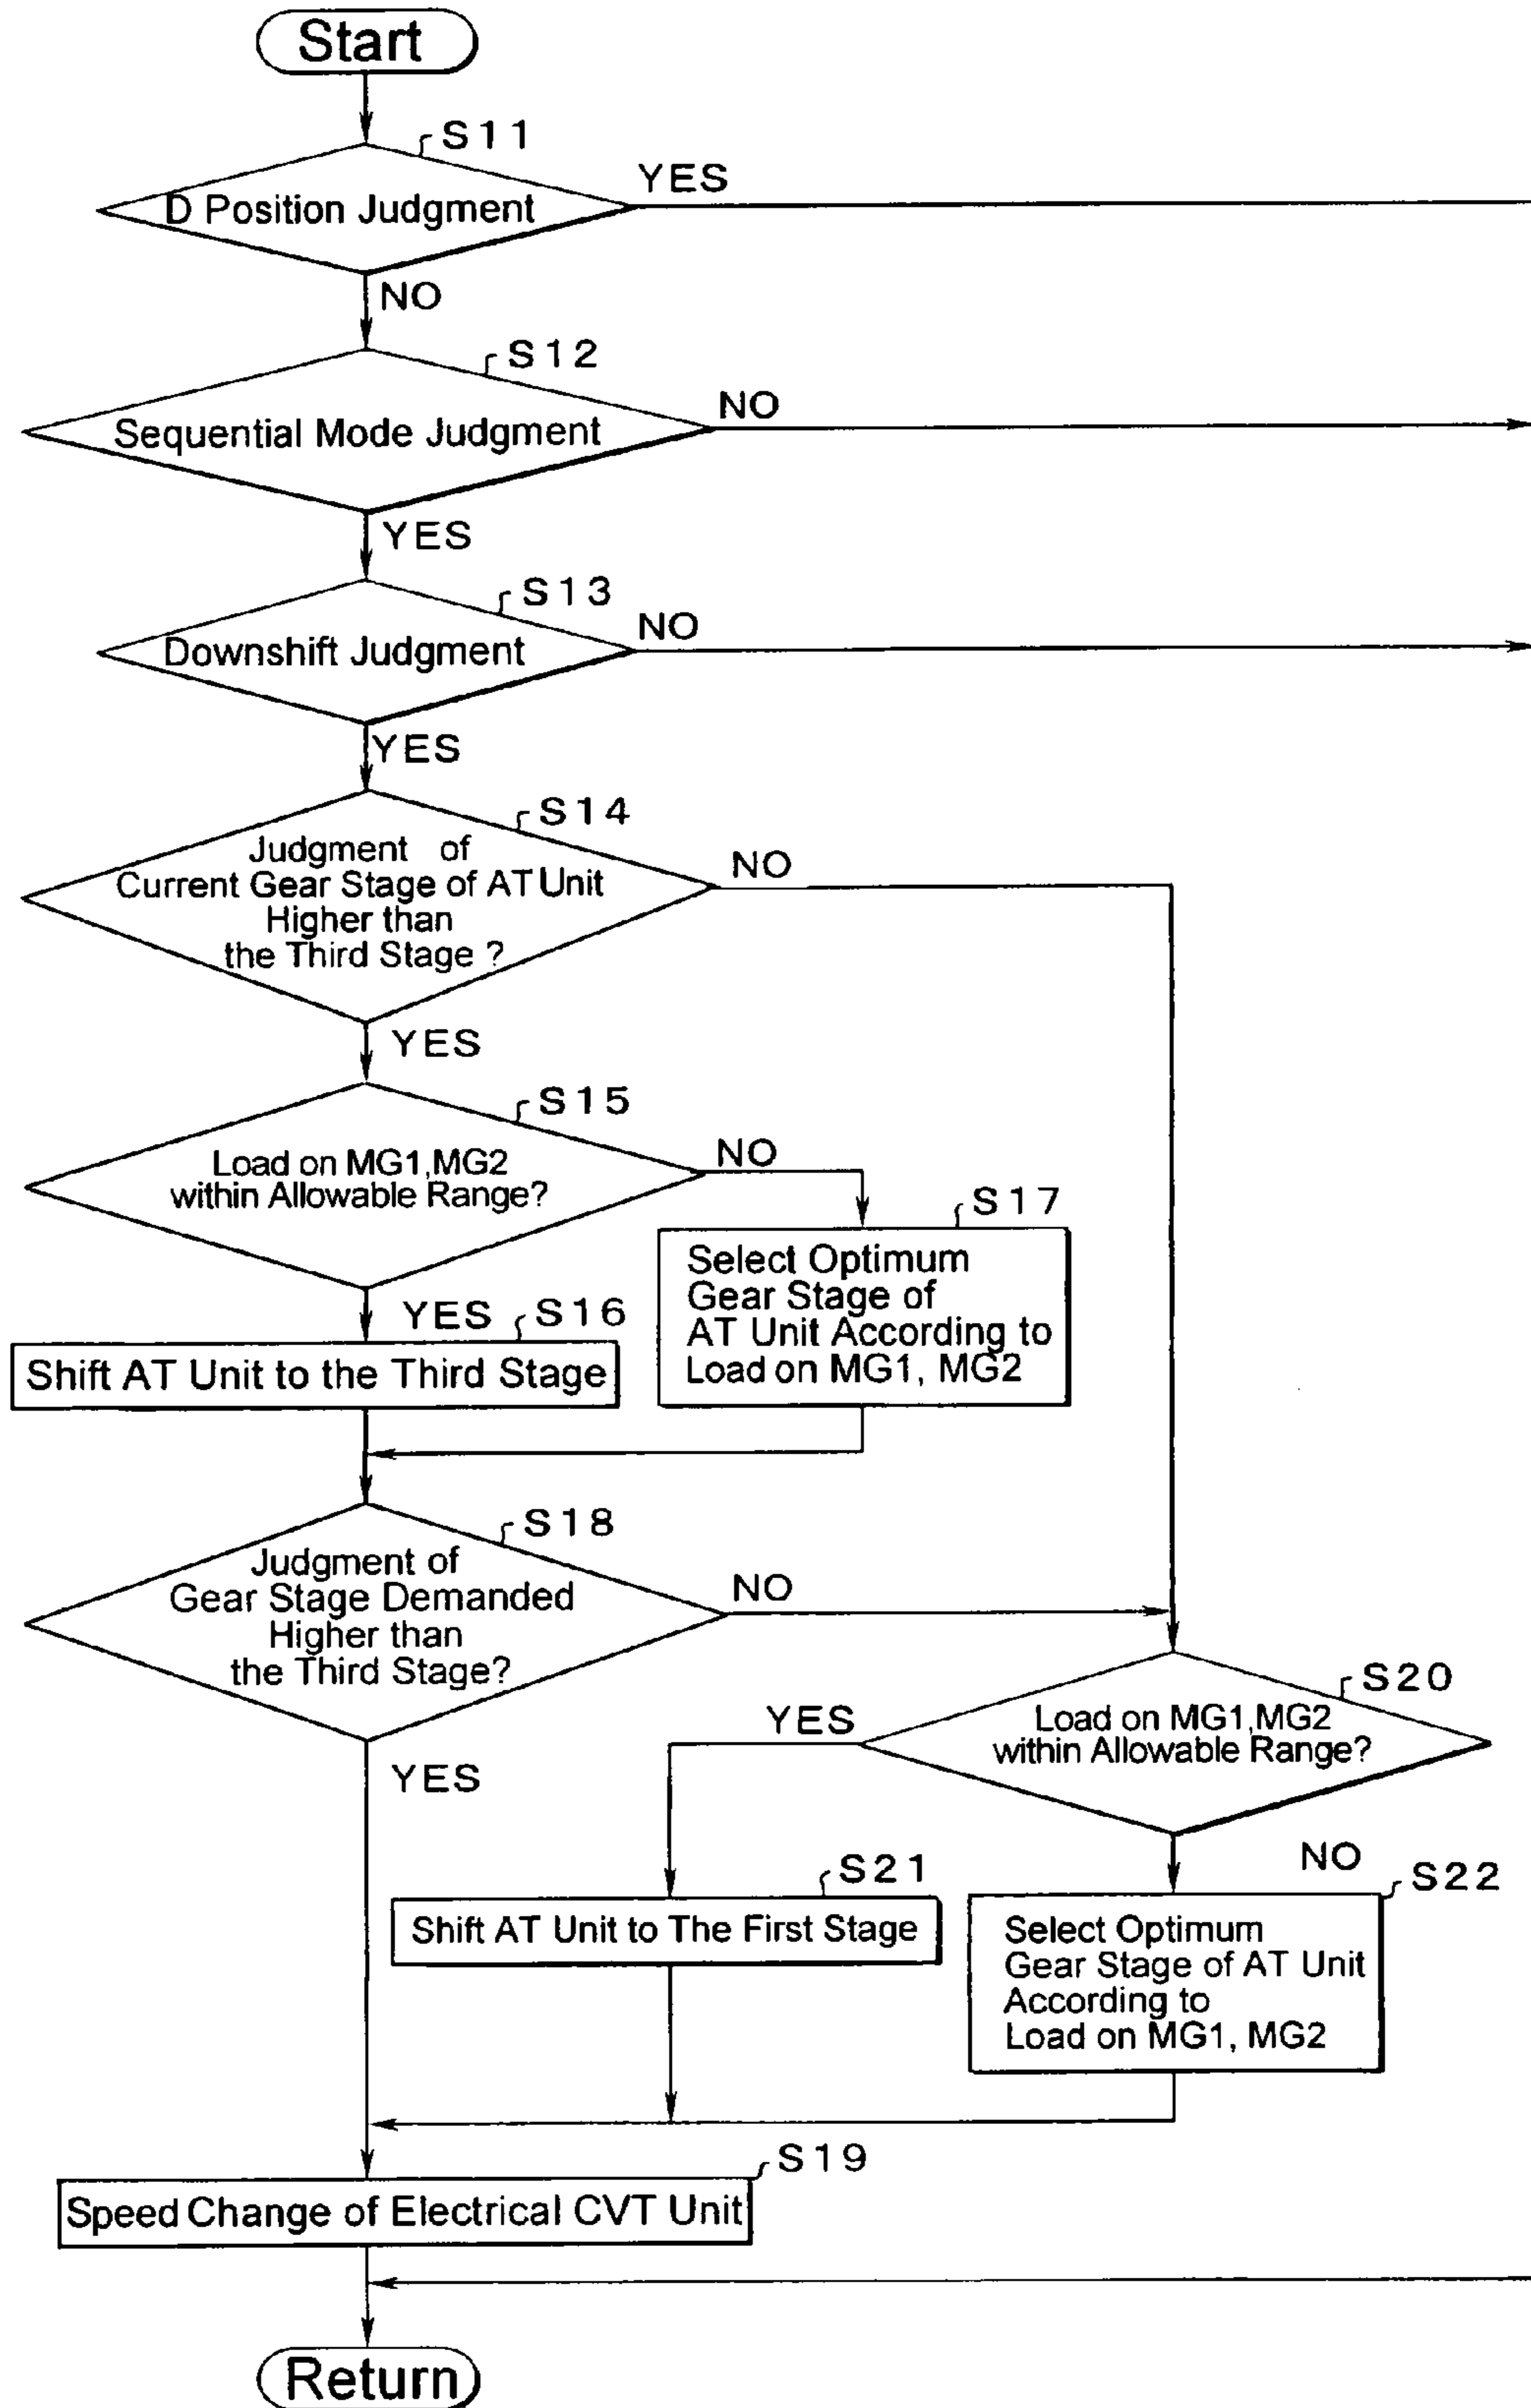 Start
S11
D Position Judgment
YES
NO
S12
Sequential Mode Judgment
NO
YES
S13
Downshift Judgment
NO
YES
S14
Judgment of
Current Gear Stage of AT Unit
Higher than
the Third Stage ?
NO
YES
S15
Load on MG1,MG2
within Allowable Range?
NO
S17
Select Optimum
Gear Stage of
AT Unit According to
Load on MG1, MG2
YES
S16
Shift AT Unit to the Third Stage
S18
Judgment of
Gear Stage Demanded
Higher than
the Third Stage?
NO
YES
S20
Load on MG1,MG2
within Allowable Range?
YES
NO
S21
Shift AT Unit to The First Stage
S22
Select Optimum
Gear Stage of AT Unit
According to
Load on MG1, MG2
S19
Speed Change of Electrical CVT Unit
Return